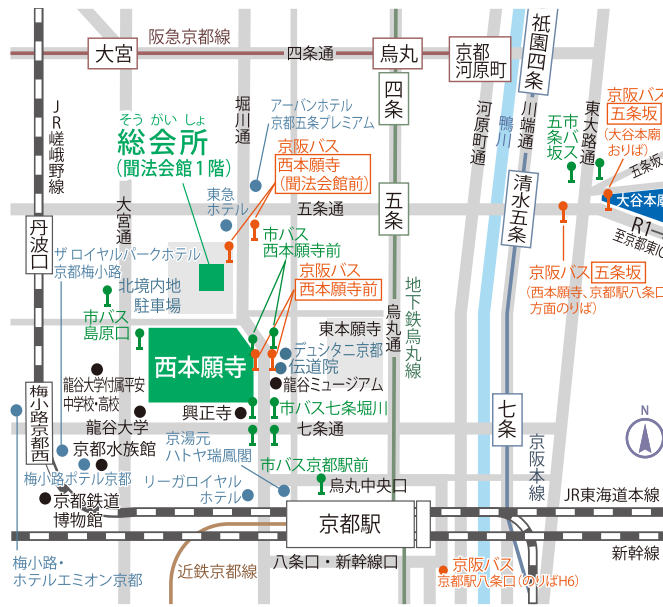 阪急京都線
大宮
四条通
烏丸
京都
河原町
祇園四条
JR嵯峨野線
堀川通
そうがいしょ
総会所
(聞法会館1階)
アーバンホテル
京都五条プレミアム
京阪バス
西本願寺
(聞法会館前)
四条
河原町通
鴨川
川端通
市バス
五条坂
東大路通
京阪バス
五条坂
(大谷本廟
おりば)
五条坂
大谷本廟
R1
至京都東IC
丹波口
大宮通
東急
ホテル
五条通
五条
清水五条
ザ ロイヤルパークホテル
京都梅小路
北境内地
駐車場
市バス
西本願寺前
京阪バス
西本願寺前
京阪バス
五条坂
(西本願寺、京都駅八条口
方面のりば)
市バス
島原口
西本願寺
東本願寺
烏丸通
地下鉄烏丸線
デュシタニ京都
伝道院
龍谷ミュージアム
龍谷大学付属平安
中学校・高校
梅小路京都西
龍谷大学
興正寺
市バス七条堀川
七条通
七条
京阪本線
N
京都水族館
京湯元
ハトヤ瑞鳳閣
市バス京都駅前
梅小路ポテル京都
リーガロイヤル
ホテル
烏丸中央口
京都鉄道
博物館
京都駅
JR東海道本線
新幹線
梅小路・
ホテルエミオン京都
近鉄京都線
八条口・新幹線口
京阪バス
京都駅八条口(のりばH6)